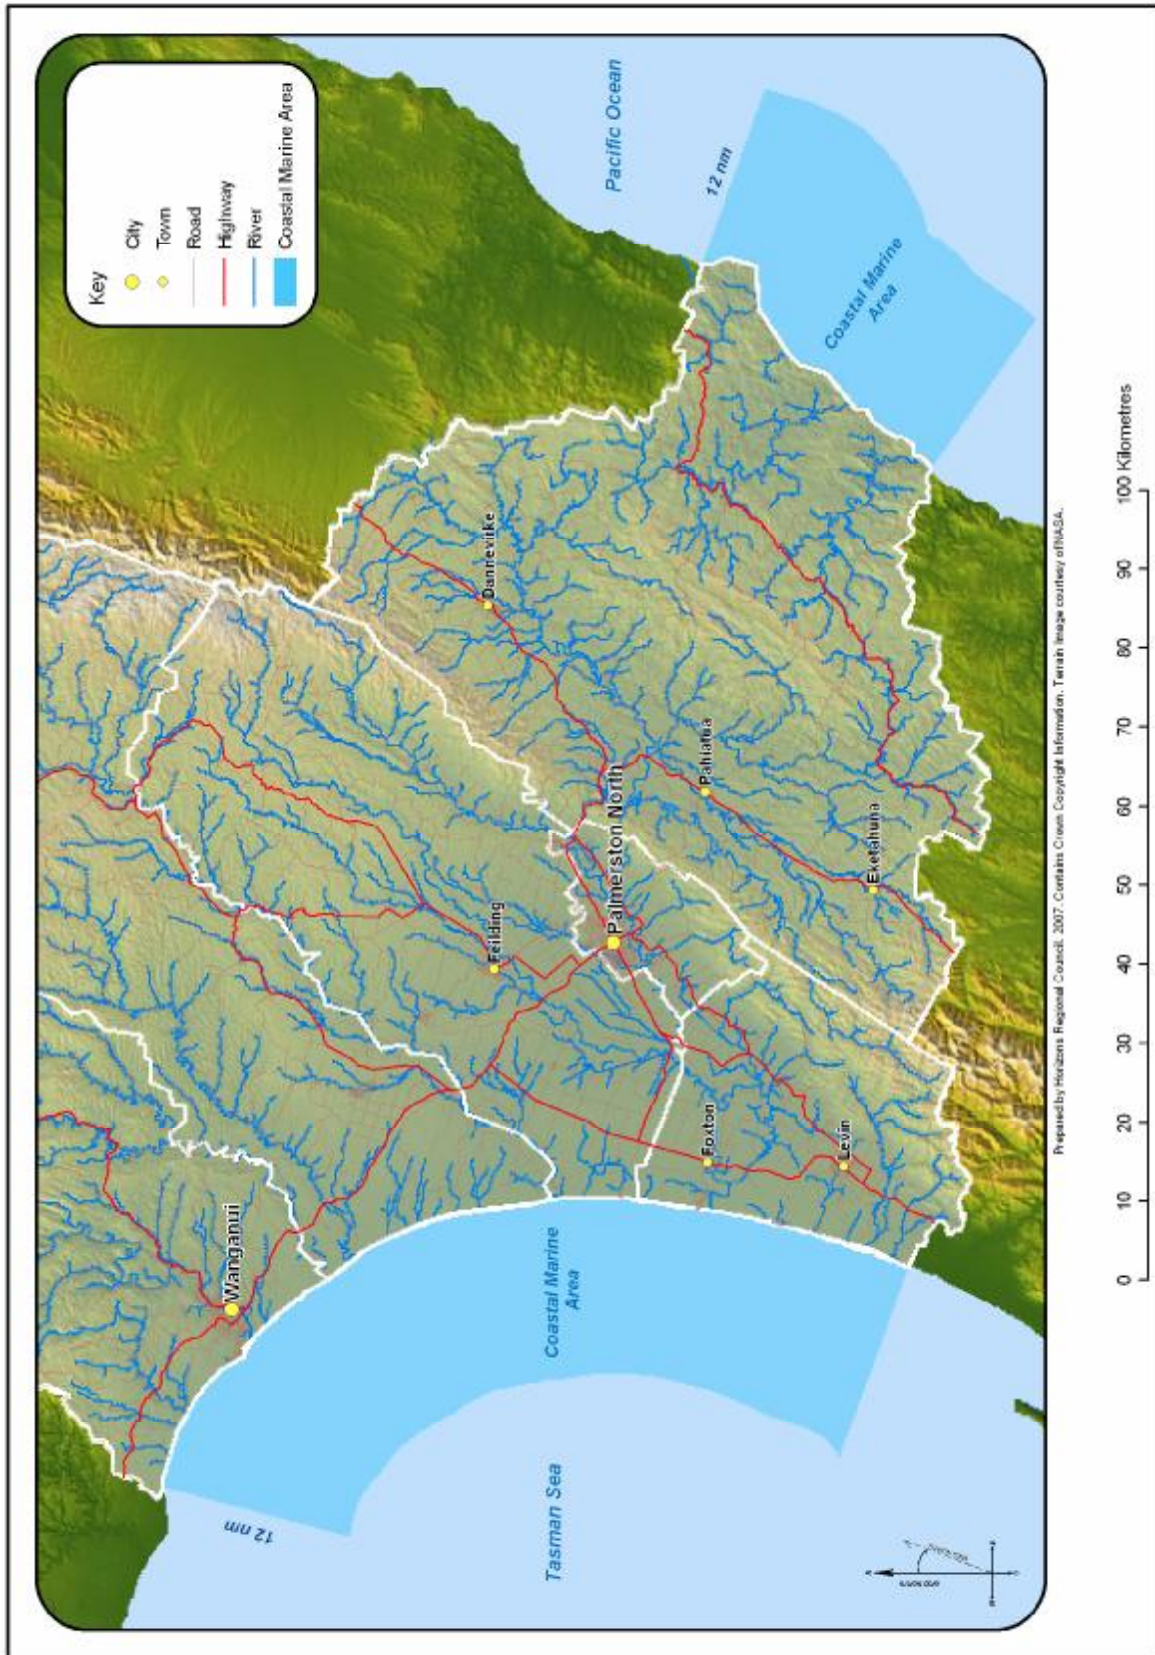 Key
City
Town
Road
Highway
River
Coastal Marine Area
Pacific Ocean
12 nm
Coastal Marine
Area
Dannevirke
Pahiatua
Palmerston North
Eketahuna
Feilding
Foxton
Levin
Wanganui
Coastal Marine
Area
12 nm
Tasman Sea
Prepared by Horizons Regional Council. 2007. Contains Crown Copyright Information. Terrain Image courtesy of NASA.
0 10 20 30 40 50 60 70 80 90 100 Kilometres